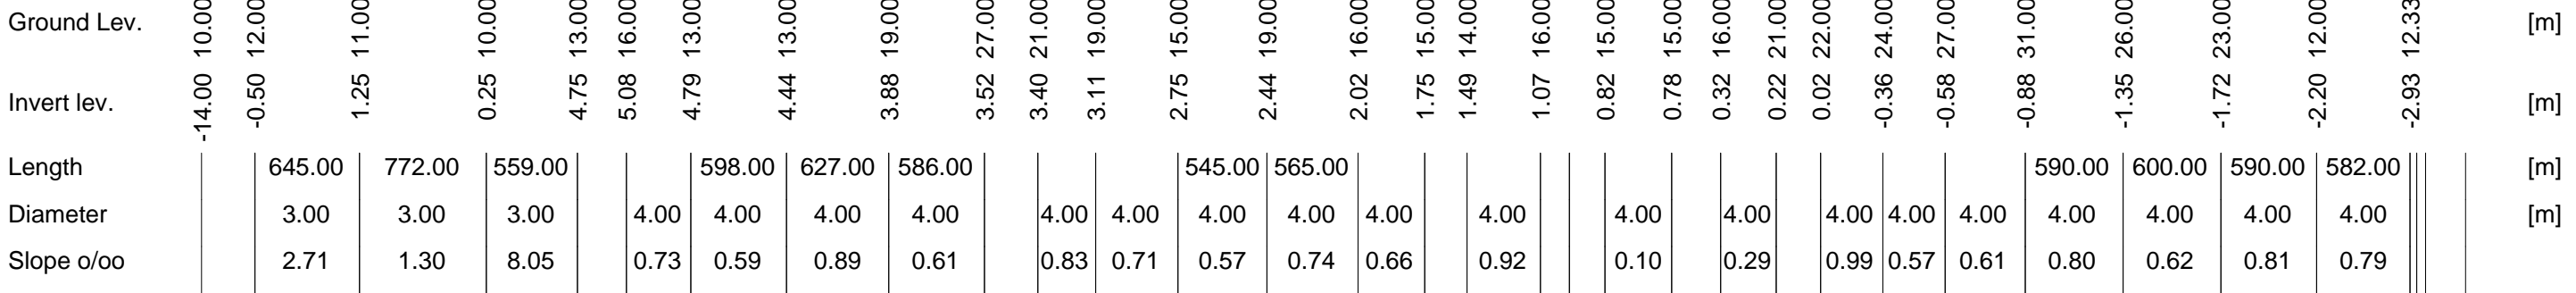 Ground Lev. 10.00 12.00 11.00 10.00 13.00 16.00 13.00 13.00 19.00 27.00 21.00 19.00 15.00 19.00 16.00 15.00 14.00 16.00 15.00 15.00 16.00 21.00 22.00 24.00 27.00 31.00 26.00 23.00 12.00 12.33 [m]
Invert lev. -14.00 -0.50 1.25 0.25 4.75 5.08 4.79 4.44 3.88 3.52 3.40 3.11 2.75 2.44 2.02 1.75 1.49 1.07 0.82 0.78 0.32 0.22 0.02 -0.36 -0.58 -0.88 -1.35 -1.72 -2.20 -2.93 [m]
Length 645.00 772.00 559.00 598.00 627.00 586.00 545.00 565.00 590.00 600.00 590.00 582.00 [m]
Diameter 3.00 3.00 3.00 4.00 4.00 4.00 4.00 4.00 4.00 4.00 4.00 4.00 4.00 4.00 4.00 4.00 4.00 4.00 4.00 4.00 4.00 4.00 [m]
Slope o/oo 2.71 1.30 8.05 0.73 0.59 0.89 0.61 0.83 0.71 0.57 0.74 0.66 0.92 0.10 0.29 0.99 0.57 0.61 0.80 0.62 0.81 0.79